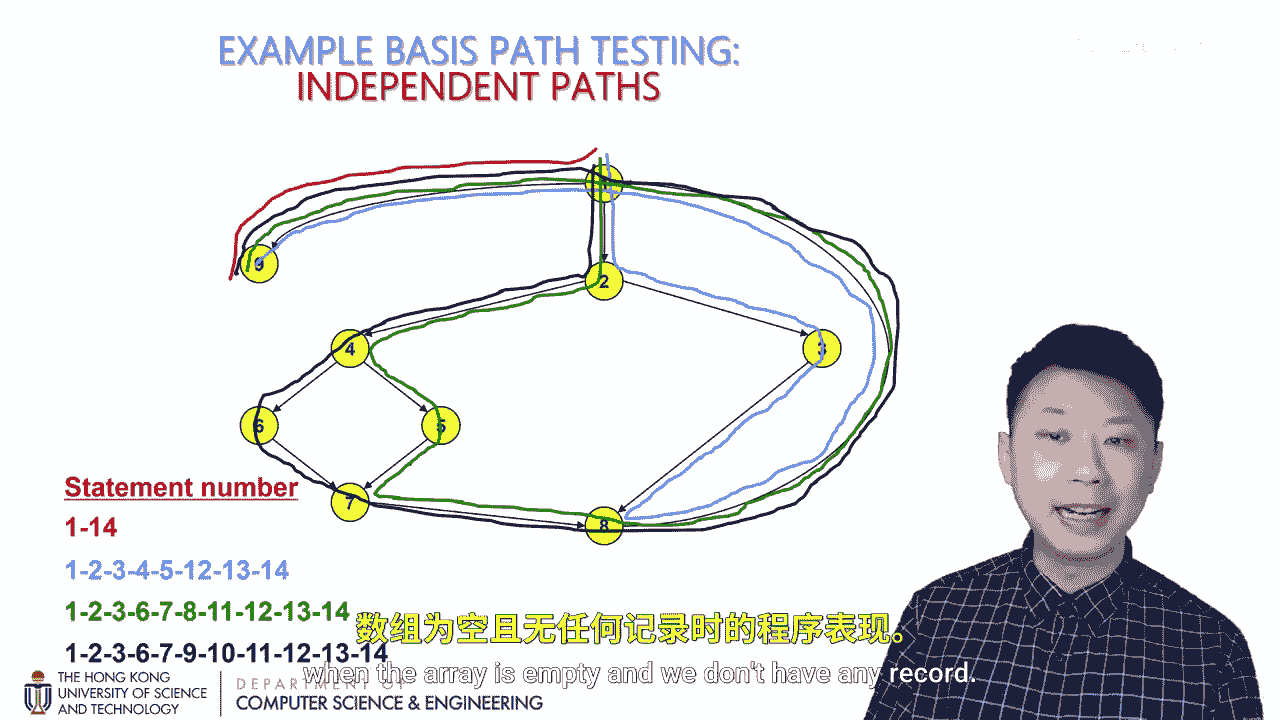 EXAMPLE BASIS PATH TESTING:
INDEPENDENT PATHS
9
2
4
3
6
5
7
8
Statement number
1-14
1-2-3-4-5-12-13-14
1-2-3-6-7-8-11-12-13-14
1-2-3-6-7-9-10-11-12-13-14
数组为空且无任何记录时的程序表现。
when the array is empty and we don't have any record.
THE HONG KONG
UNIVERSITY OF SCIENCE
AND TECHNOLOGY
DEPARTMENT OF
COMPUTER SCIENCE & ENGINEERING